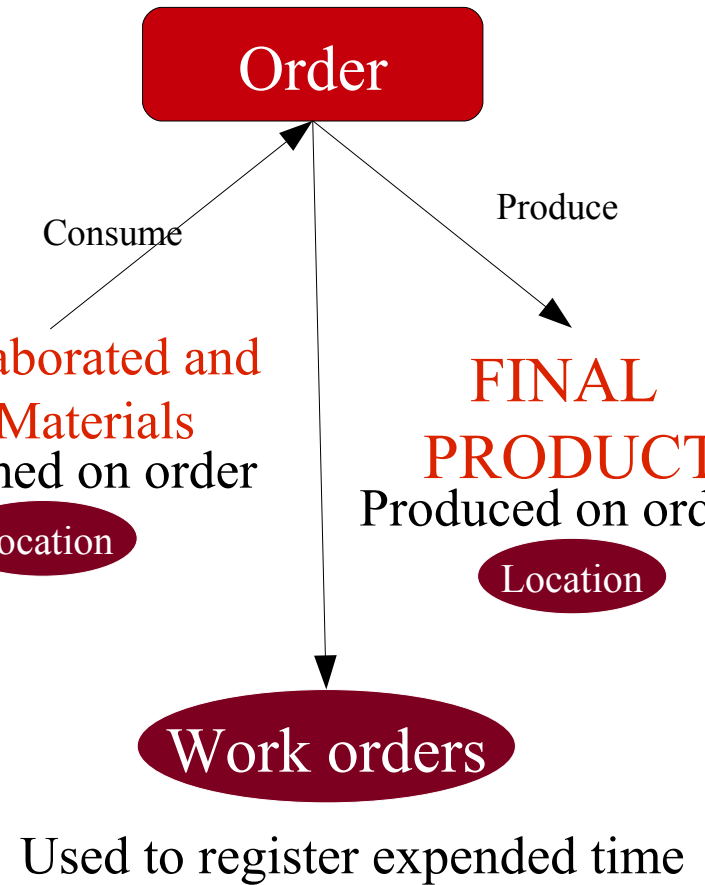 Order
Produce
Consume
aborated and
Materials
ned on order
ocation
FINAL
PRODUCT
Produced on ord
Location
Work orders
Used to register expended time